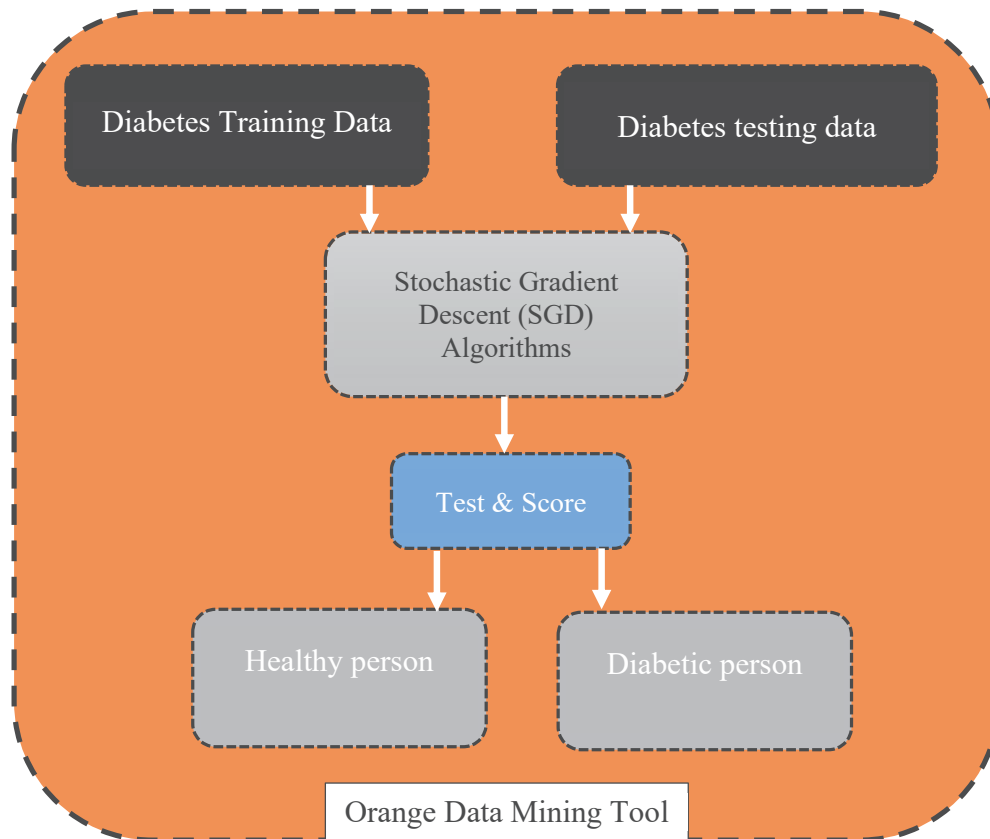 Diabetes Training Data
Diabetes testing data
Stochastic Gradient
Descent (SGD)
Algorithms
Test & Score
Healthy person
Diabetic person
Orange Data Mining Tool